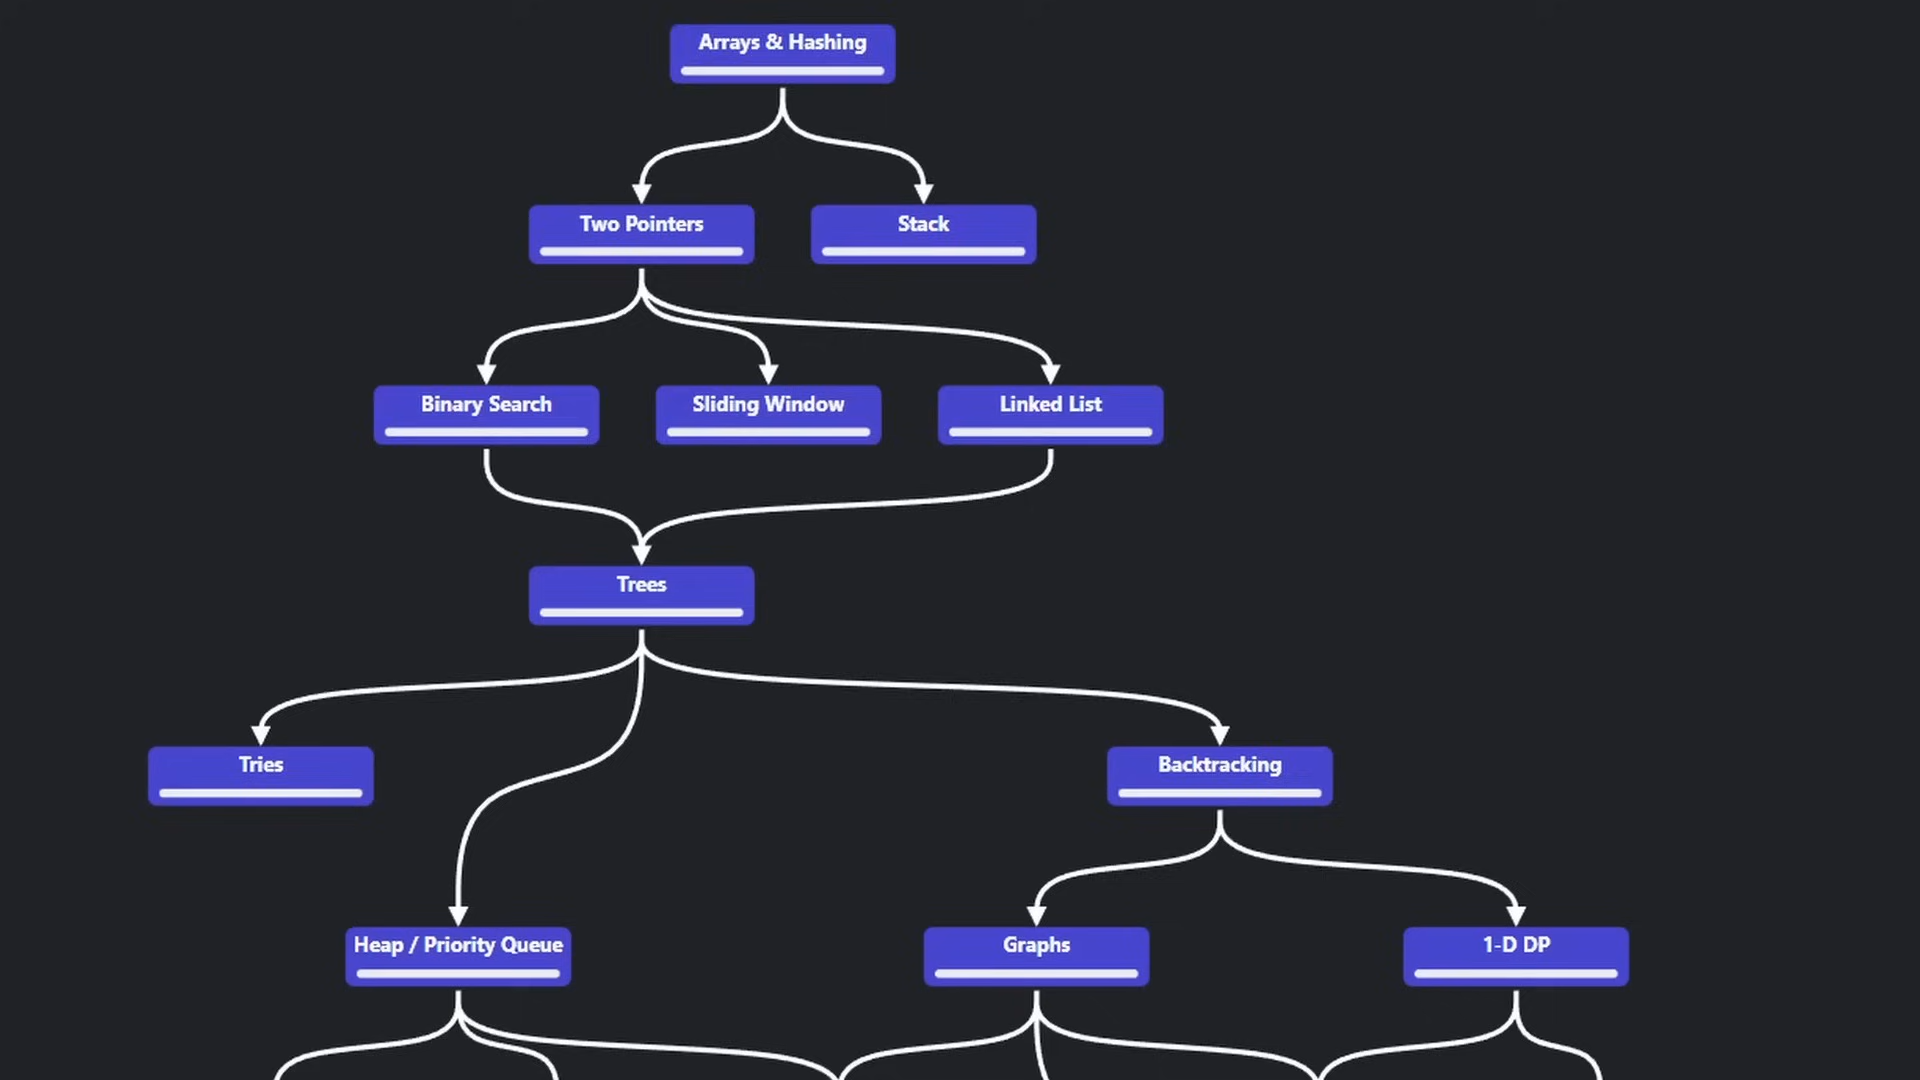 Arrays & Hashing
Two Pointers
Stack
Binary Search
Sliding Window
Linked List
Trees
Tries
Backtracking
Heap / Priority Queue
Graphs
1-D DP